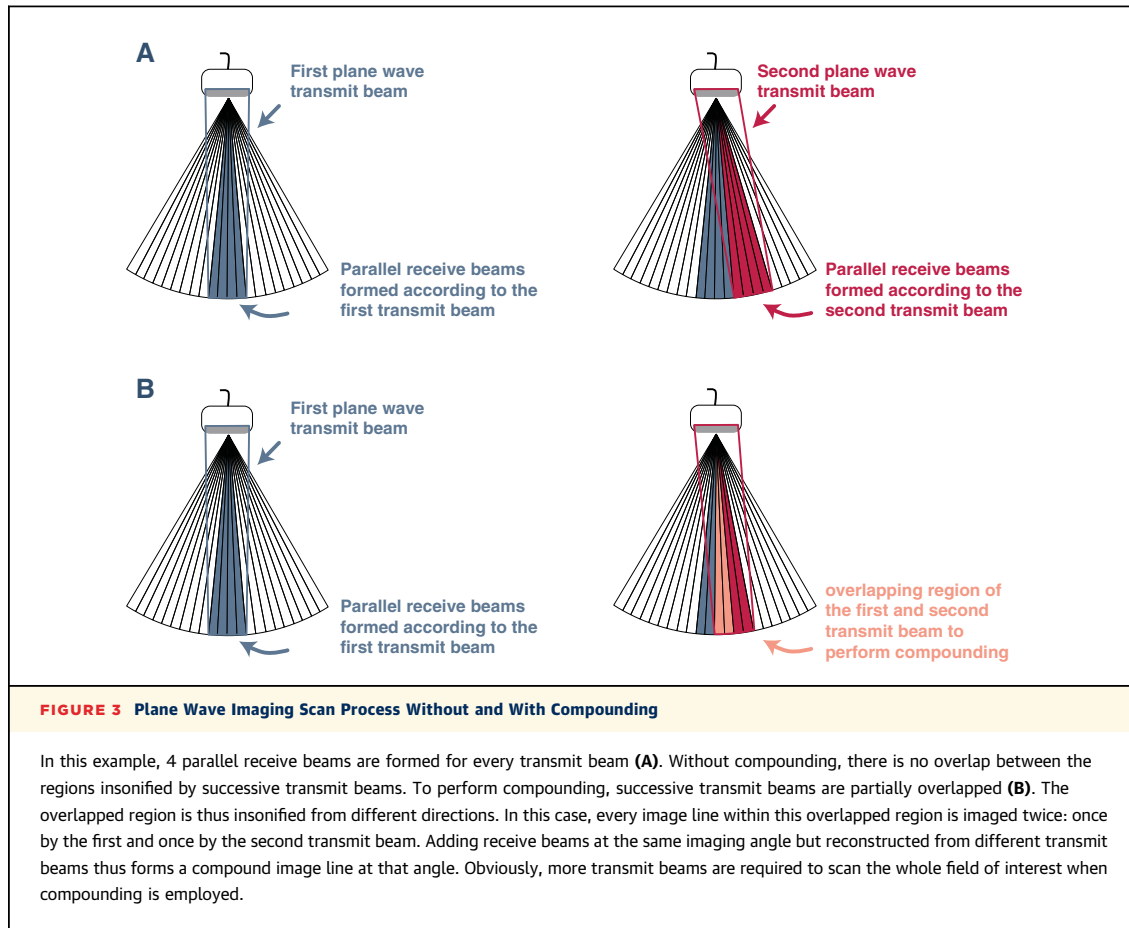 A
First plane wave
transmit beam
Second plane wave
transmit beam
Parallel receive beams
formed according to the
first transmit beam
Parallel receive beams
formed according to the
second transmit beam
B
First plane wave
transmit beam
Parallel receive beams
formed according to the
first transmit beam
overlapping region of
the first and second
transmit beam to
perform compounding
FIGURE 3 Plane Wave Imaging Scan Process Without and With Compounding
In this example, 4 parallel receive beams are formed for every transmit beam (A). Without compounding, there is no overlap between the
regions insonified by successive transmit beams. To perform compounding, successive transmit beams are partially overlapped (B). The
overlapped region is thus insonified from different directions. In this case, every image line within this overlapped region is imaged twice: once
by the first and once by the second transmit beam. Adding receive beams at the same imaging angle but reconstructed from different transmit
beams thus forms a compound image line at that angle. Obviously, more transmit beams are required to scan the whole field of interest when
compounding is employed.